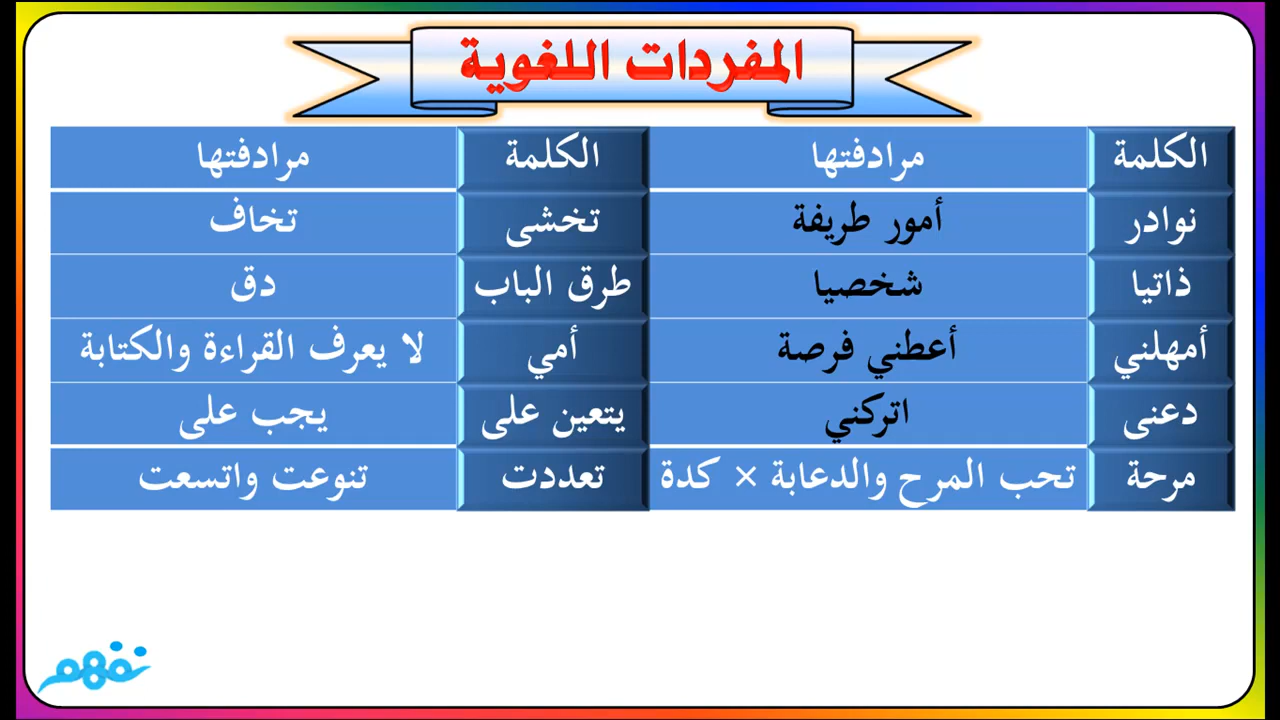 المفردات اللغوية
الكلمة مرادفتها الكلمة مرادفتها
نوادر أمور طريفة تخشى تخاف
ذاتيا شخصيا طرق الباب دق
أمهلني أعطني فرصة أمي لا يعرف القراءة والكتابة
دعنى اتركني يتعين على يجب على
مرحة تحب المرح والدعابة × كدة تعددت تنوعت واتسعت
نفهم